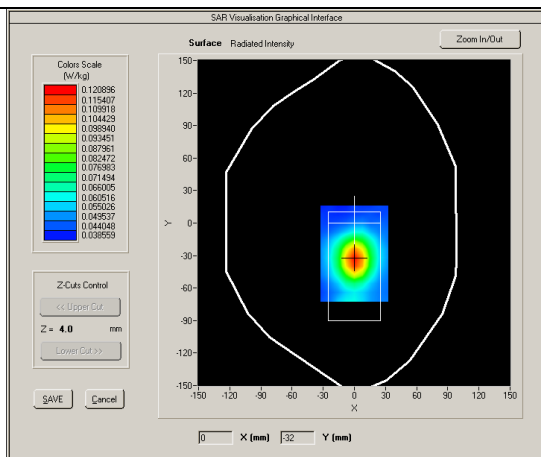 SAR Visualisation Graphical Interface
Surface Radiated Intensity
Zoom In/Out
Colors Scale
(W/kg)
0.120896
0.115407
0.109918
0.104429
0.098940
0.093451
0.087961
0.082472
0.076983
0.071494
0.066005
0.060516
0.055026
0.049537
0.044048
0.038559
Z-Cuts Control
<< Upper Cut
Z = 4.0 mm
Lower Cut >>
SAVE Cancel
150-
120-
90-
60-
30-
0-
-30-
-60-
-90-
-120-
-150-
Y
-150 -120 -90 -60 -30 0 30 60 90 120 150
X
0 X (mm) -32 Y (mm)